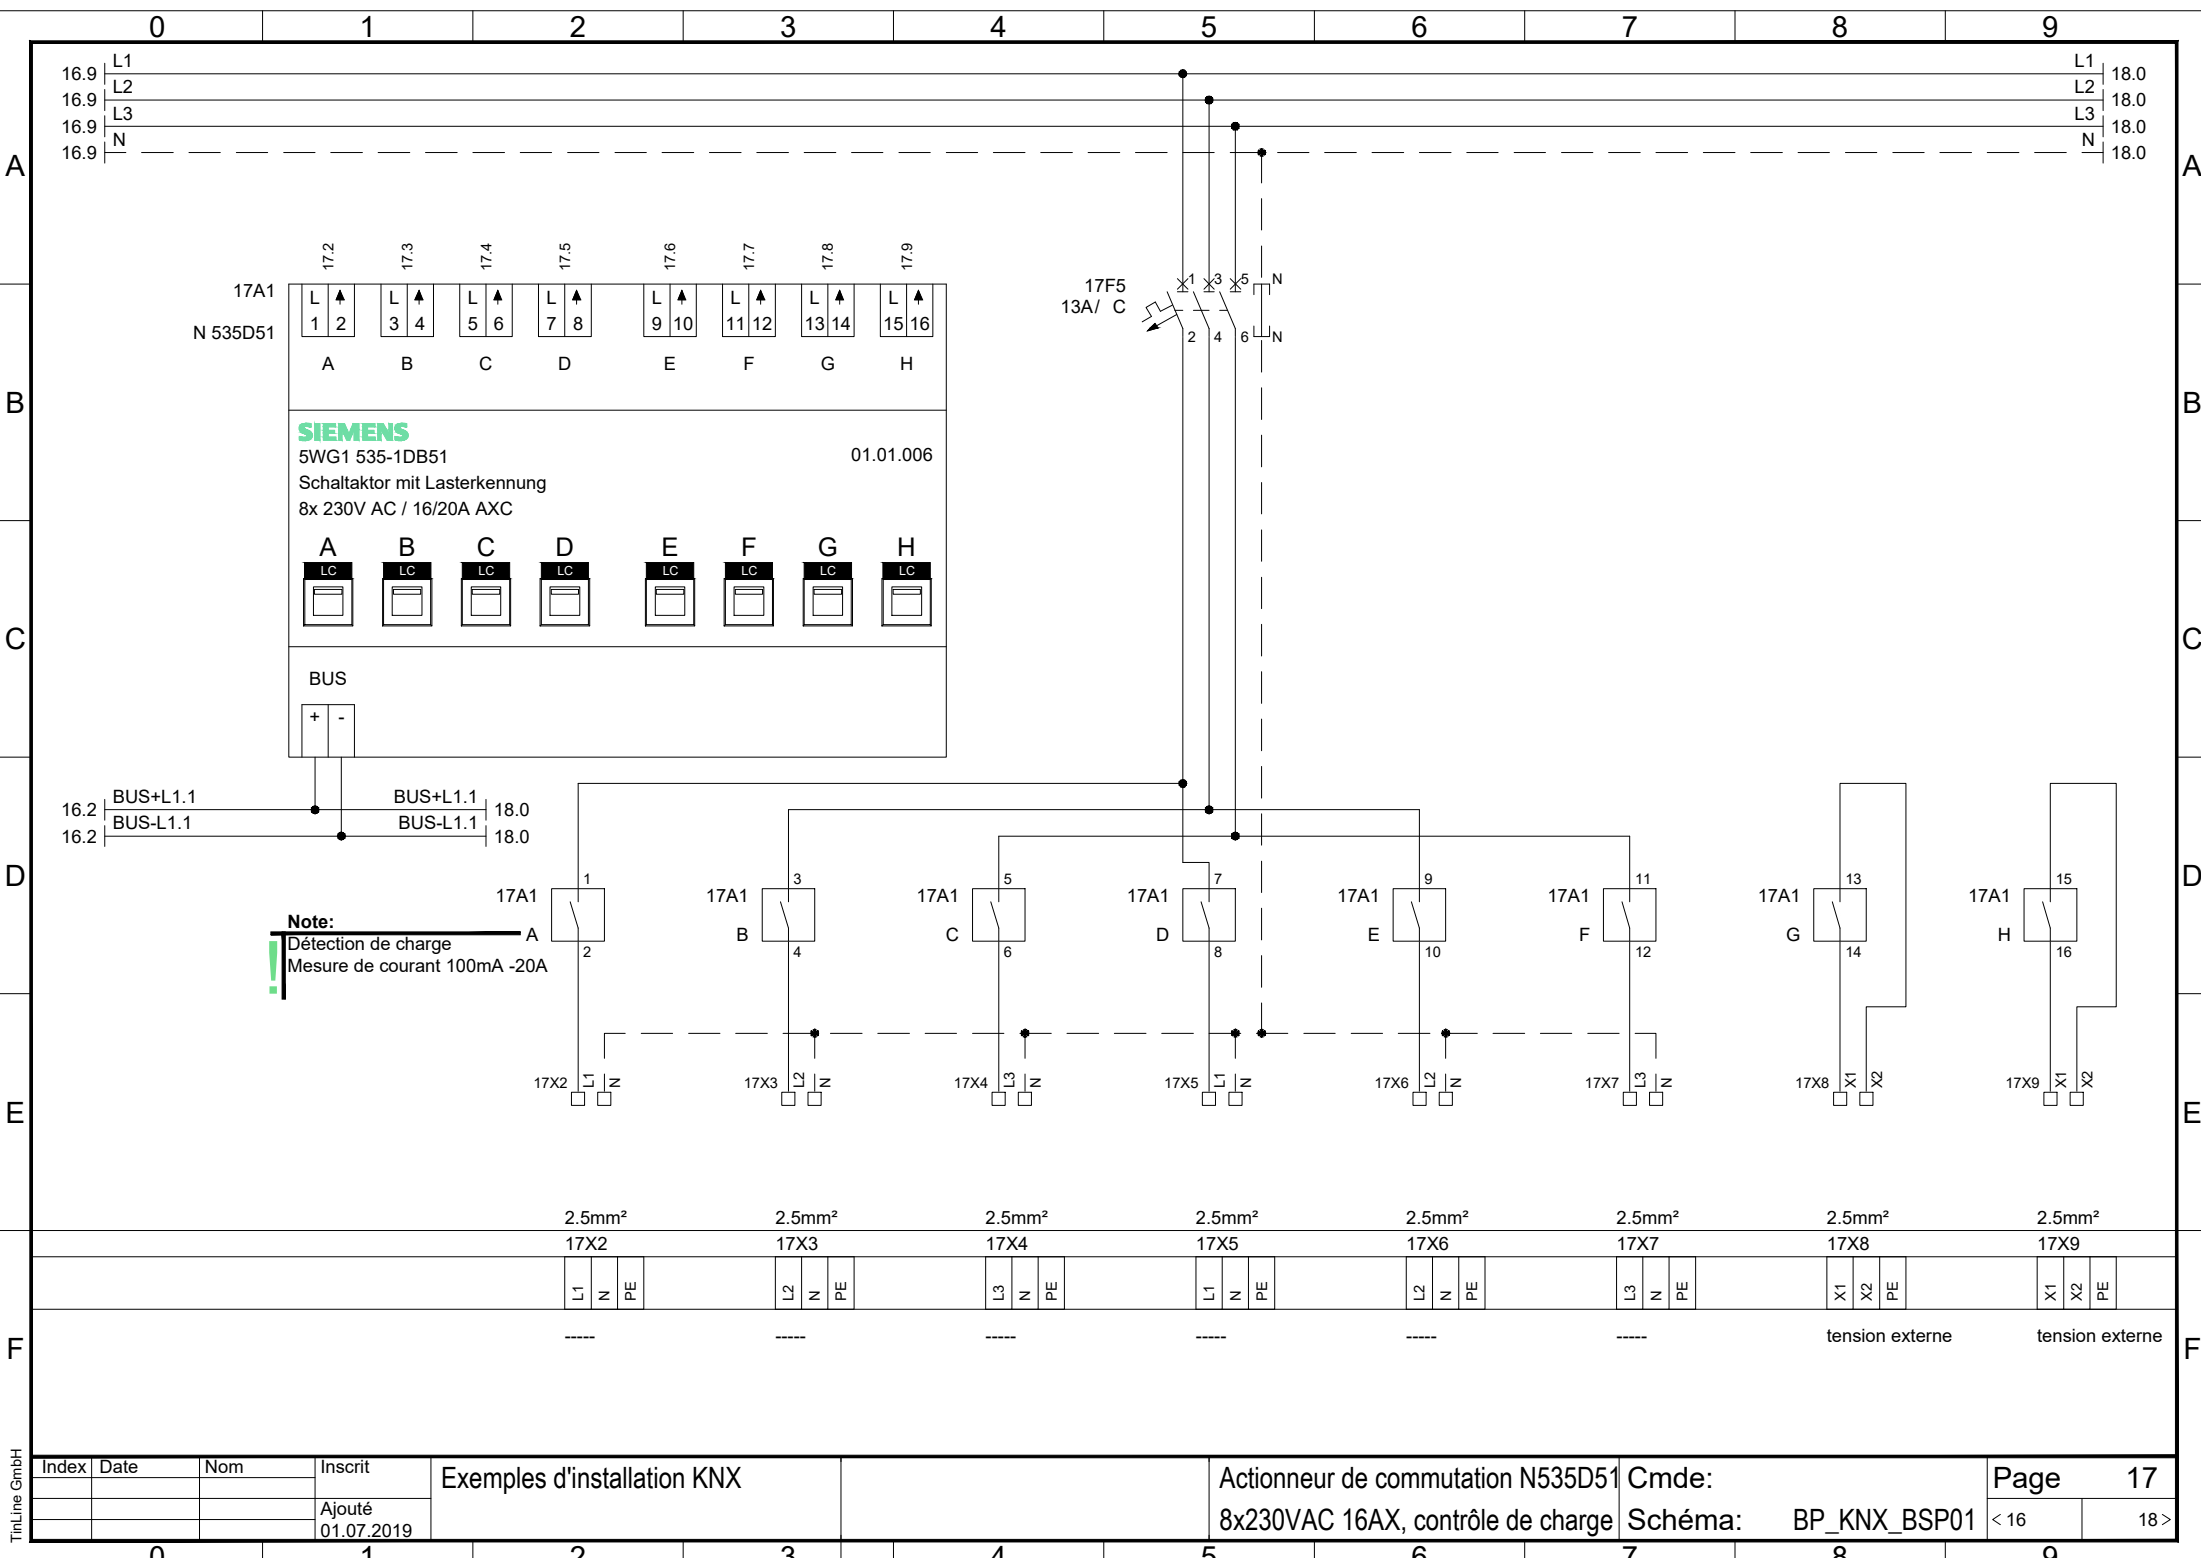 0 1 2 3 4 5 6 7 8 9
16.9 L1 L1 18.0
16.9 L2 L2 18.0
16.9 L3 L3 18.0
16.9 N N 18.0
A A
17.2 17.3 17.4 17.5 17.6 17.7 17.8 17.9
17A1
N 535D51
L L L L L L L L
1 2 3 4 5 6 7 8 9 10 11 12 13 14 15 16
A B C D E F G H
17F5
13A/ C
1 3 5 N
2 4 6 N
B B
SIEMENS
5WG1 535-1DB51 01.01.006
Schaltaktor mit Lasterkennung
8x 230V AC / 16/20A AXC
A B C D E F G H
LC LC LC LC LC LC LC LC
C C
BUS
+ -
16.2 BUS+L1.1 BUS+L1.1 18.0
16.2 BUS-L1.1 BUS-L1.1 18.0
D D
1 3 5 7 9 11 13 15
17A1 17A1 17A1 17A1 17A1 17A1 17A1 17A1
A B C D E F G H
2 4 6 8 10 12 14 16
Note:
!
Détection de charge
Mesure de courant 100mA -20A
17X2 L1 N 17X3 L2 N 17X4 L3 N 17X5 L1 N 17X6 L2 N 17X7 L3 N 17X8 X1 X2 17X9 X1 X2
E E
2.5mm² 2.5mm² 2.5mm² 2.5mm² 2.5mm² 2.5mm² 2.5mm² 2.5mm²
17X2 17X3 17X4 17X5 17X6 17X7 17X8 17X9
L1 N PE L2 N PE L3 N PE L1 N PE L2 N PE L3 N PE X1 X2 PE X1 X2 PE
----- ----- ----- ----- ----- ----- tension externe tension externe
F F
TinLine GmbH
Index Date Nom Inscrit
Ajouté
01.07.2019
Exemples d'installation KNX
Actionneur de commutation N535D51
8x230VAC 16AX, contrôle de charge
Cmde:
Schéma: BP_KNX_BSP01
Page 17
< 16 18 >
0 1 2 3 4 5 6 7 8 9